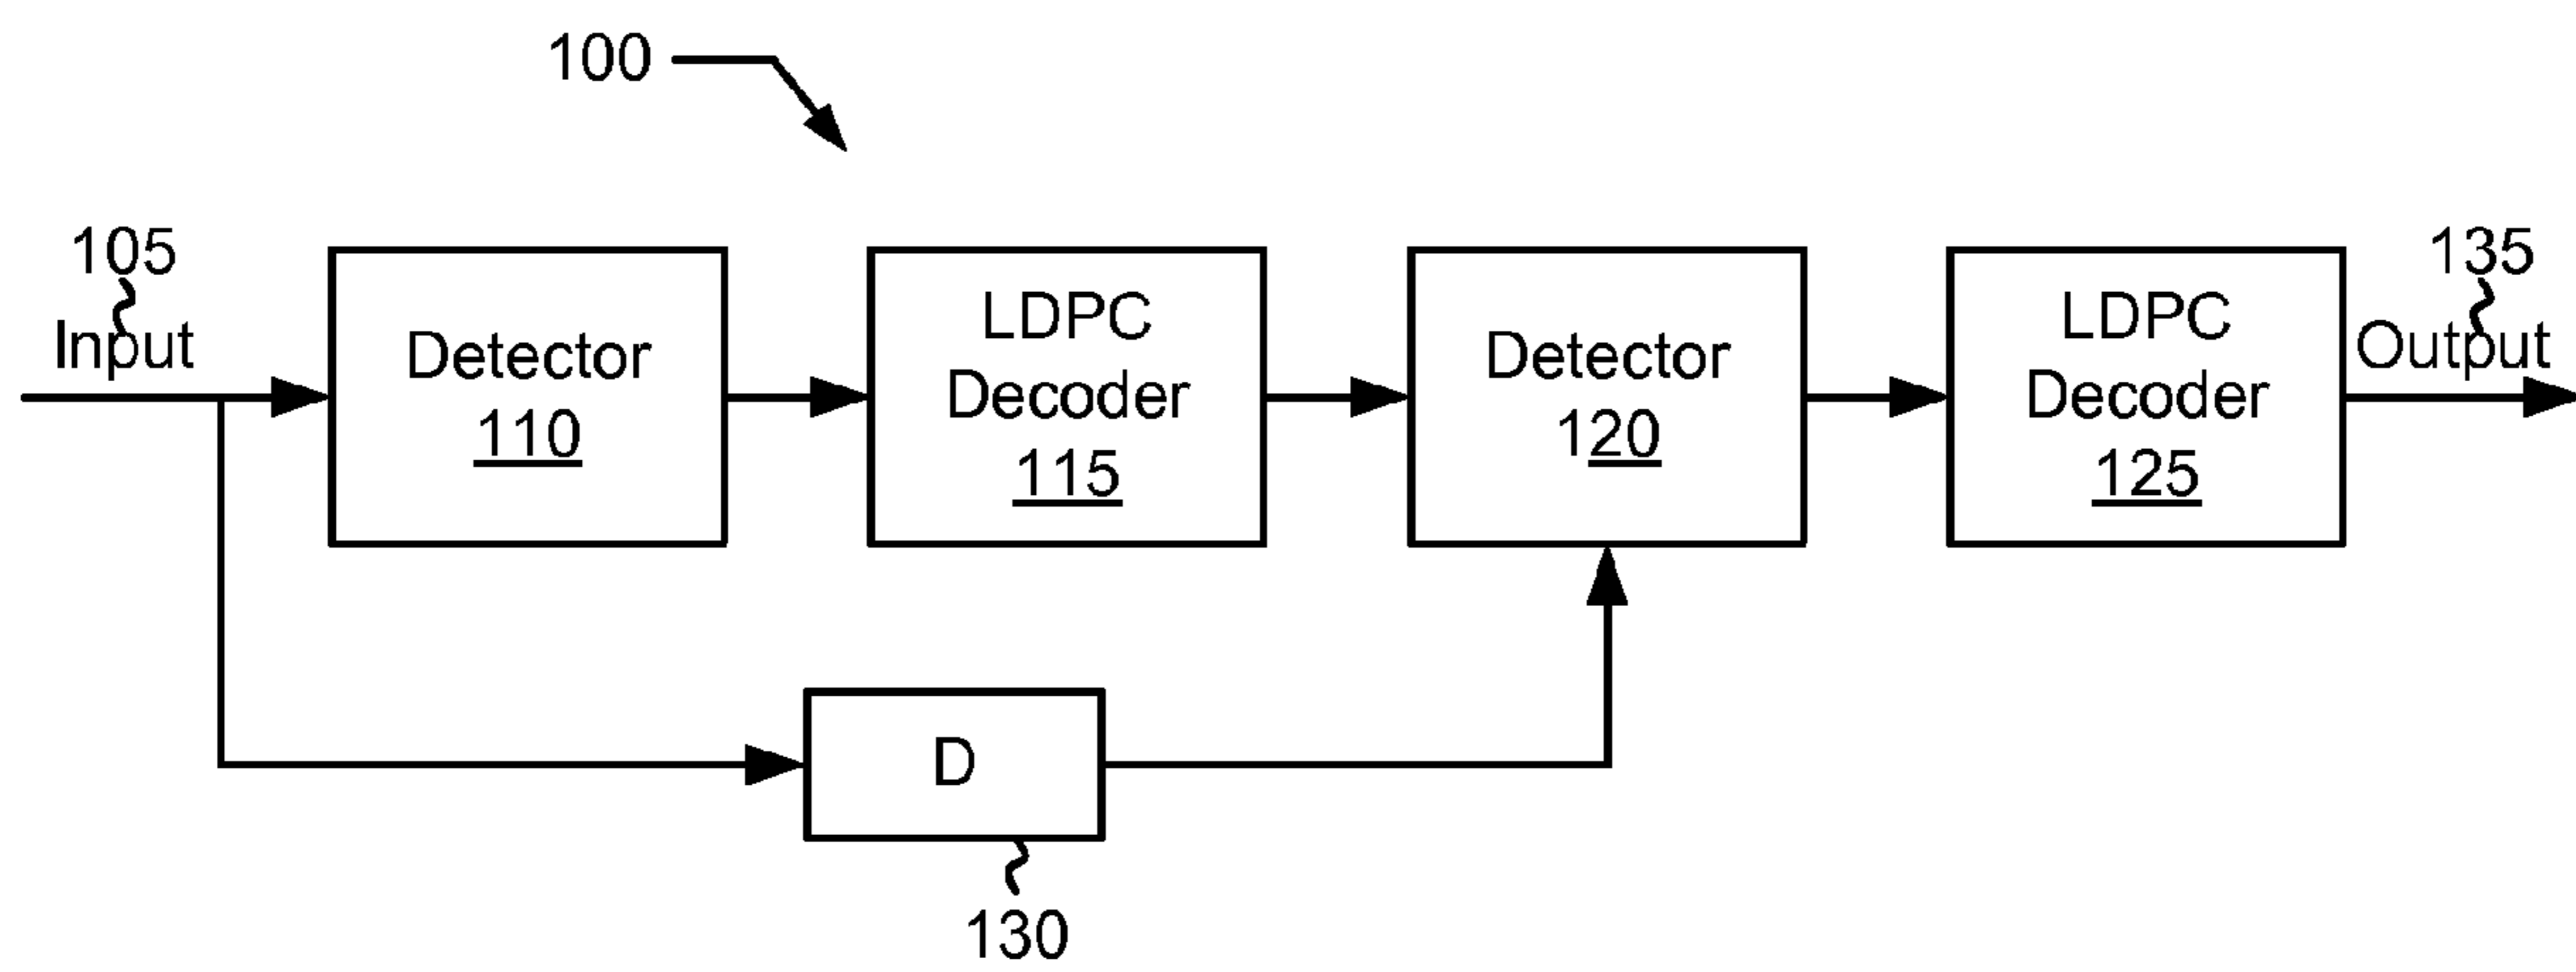 100
105
Input
Detector
110
LDPC
Decoder
115
Detector
120
LDPC
Decoder
125
135
Output
D
130